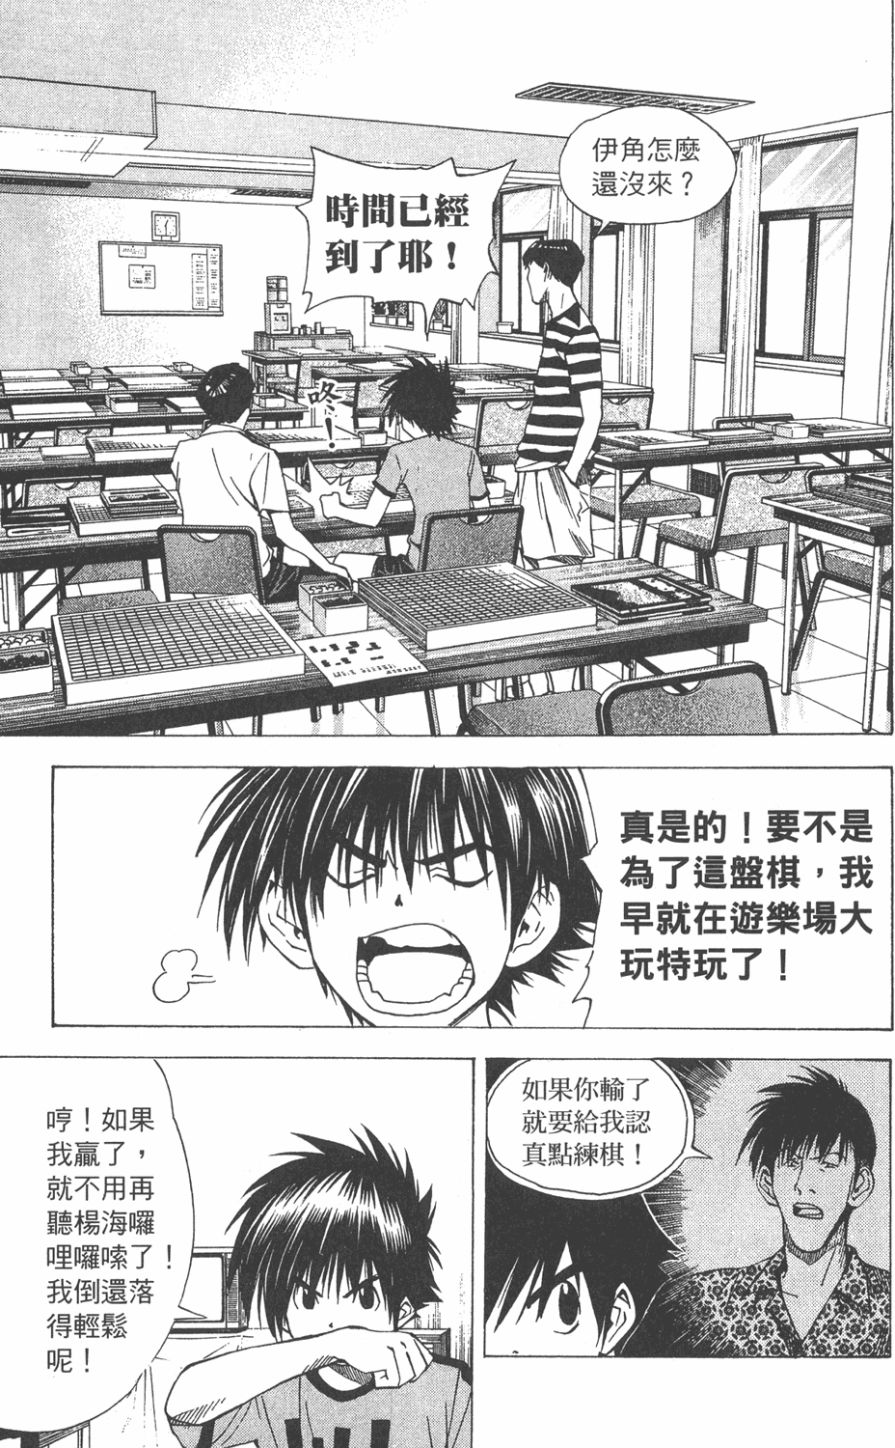 伊角怎麼
還沒來？
時間已經
到了耶！
咚！
真是的！要不是
為了這盤棋，我
早就在遊樂場大
玩特玩了！
如果你輸了
就要給我認
真點練棋！
哼！如果
我贏了，
就不用再
聽楊海囉
哩囉嗦了！
我倒還落
得輕鬆
呢！